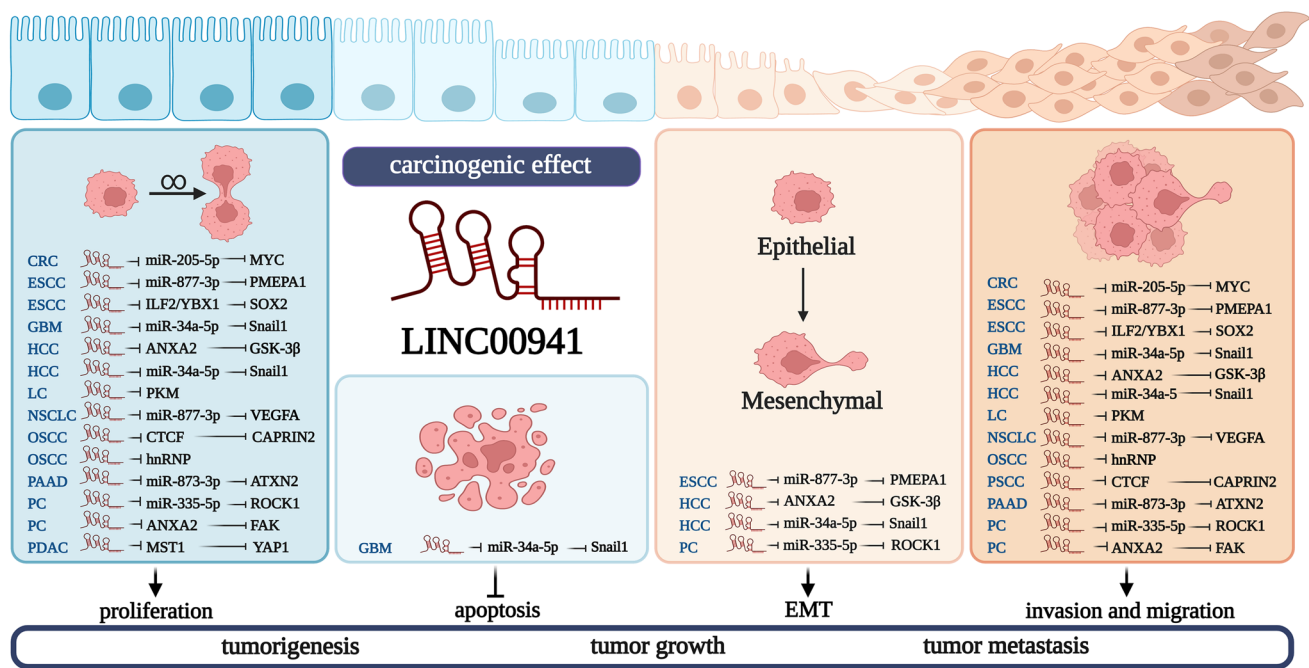 carcinogenic effect
LINC00941
∞
CRC miR-205-5p MYC
ESCC miR-877-3p PMEPA1
ESCC ILF2/YBX1 SOX2
GBM miR-34a-5p Snail1
HCC ANXA2 GSK-3β
HCC miR-34a-5p Snail1
LC PKM
NSCLC miR-877-3p VEGFA
OSCC CTCF CAPRIN2
OSCC hnRNP
PAAD miR-873-3p ATXN2
PC miR-335-5p ROCK1
PC ANXA2 FAK
PDAC MST1 YAP1
GBM miR-34a-5p Snail1
Epithelial
Mesenchymal
ESCC miR-877-3p PMEPA1
HCC ANXA2 GSK-3β
HCC miR-34a-5p Snail1
PC miR-335-5p ROCK1
CRC miR-205-5p MYC
ESCC miR-877-3p PMEPA1
ESCC ILF2/YBX1 SOX2
GBM miR-34a-5p Snail1
HCC ANXA2 GSK-3β
HCC miR-34a-5 Snail1
LC PKM
NSCLC miR-877-3p VEGFA
OSCC hnRNP
PSCC CTCF CAPRIN2
PAAD miR-873-3p ATXN2
PC miR-335-5p ROCK1
PC ANXA2 FAK
proliferation apoptosis EMT invasion and migration
tumorigenesis tumor growth tumor metastasis